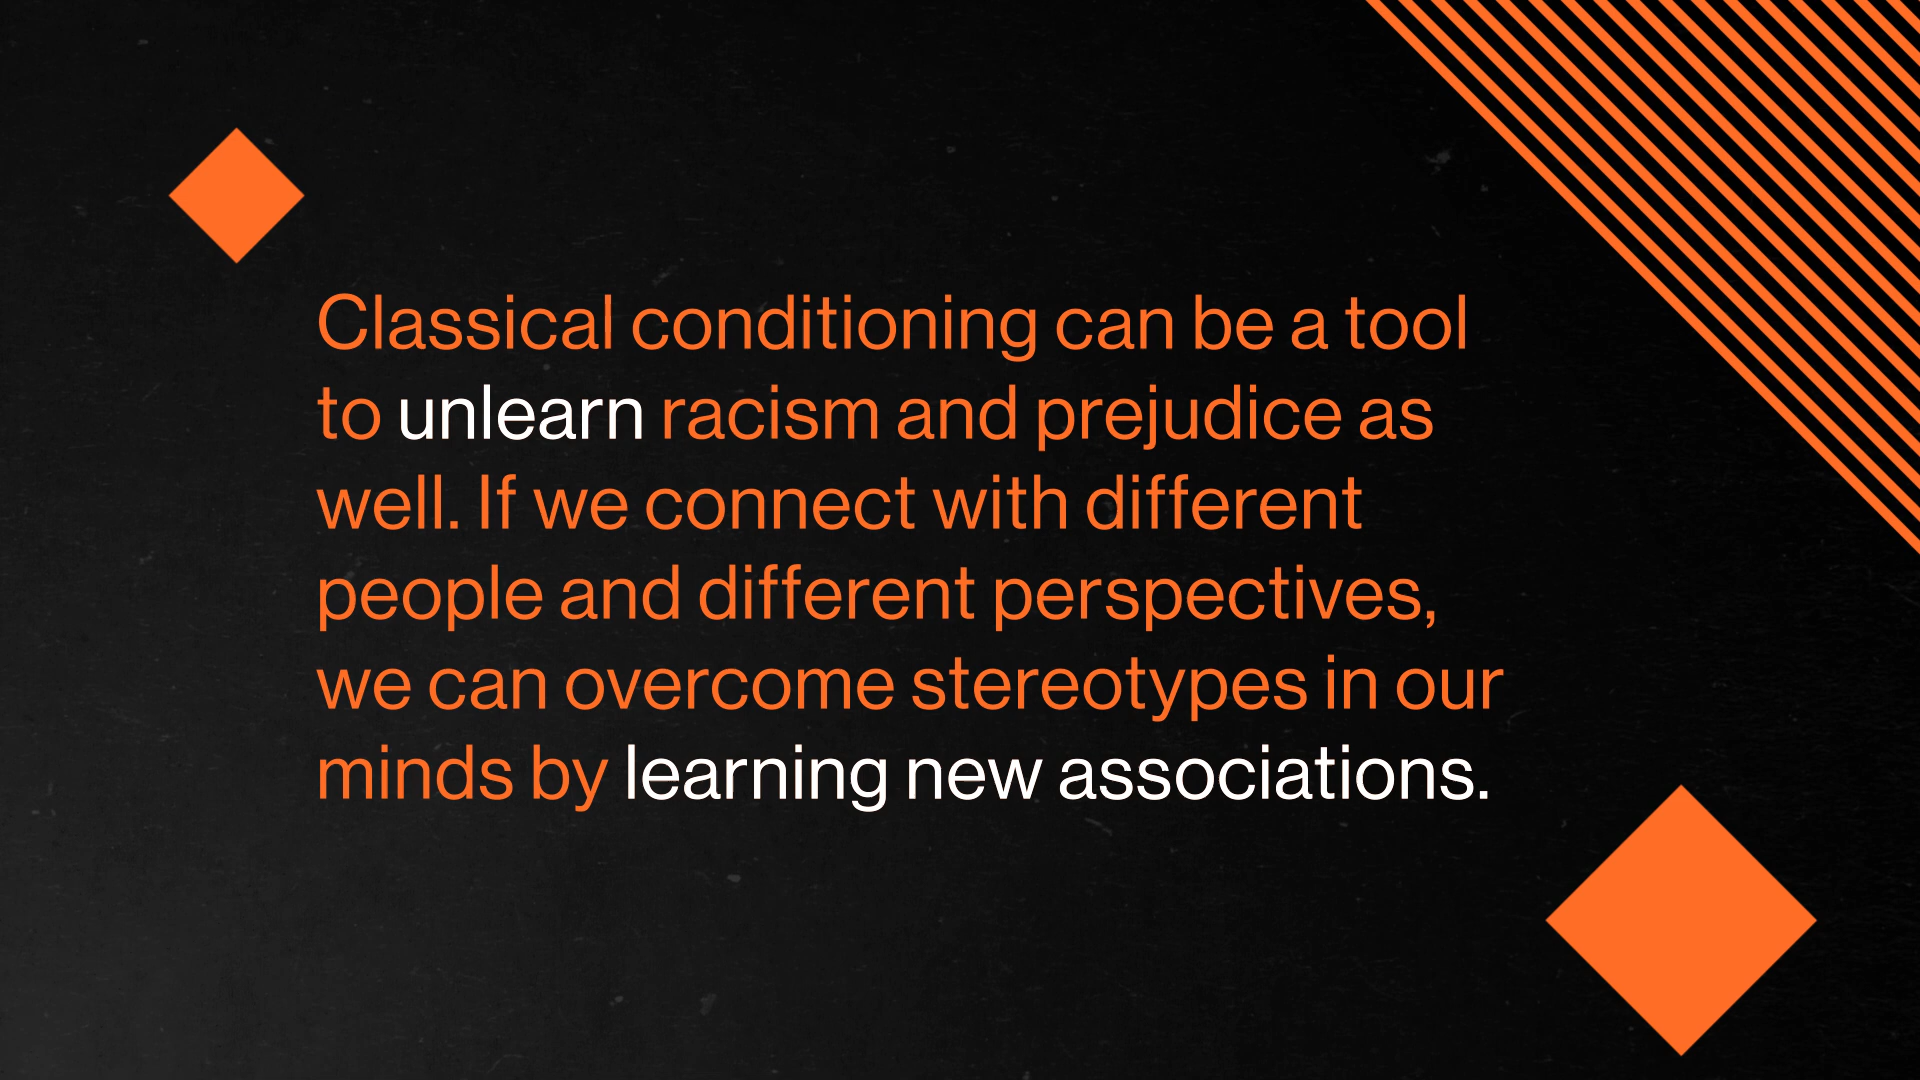 Classical conditioning can be a tool
to unlearn racism and prejudice as
well. If we connect with different
people and different perspectives,
we can overcome stereotypes in our
minds by learning new associations.